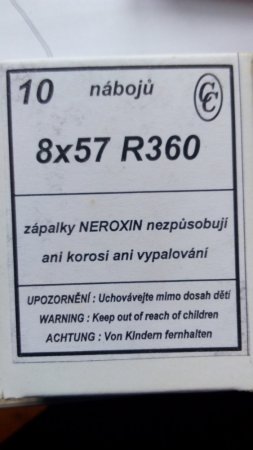 10 nábojů CC
8x57 R360
zápalky NEROXIN nezpůsobují
ani korosi ani vypalování
UPOZORNĚNÍ : Uchovávejte mimo dosah dětí
WARNING : Keep out of reach of children
ACHTUNG : Von Kindern fernhalten